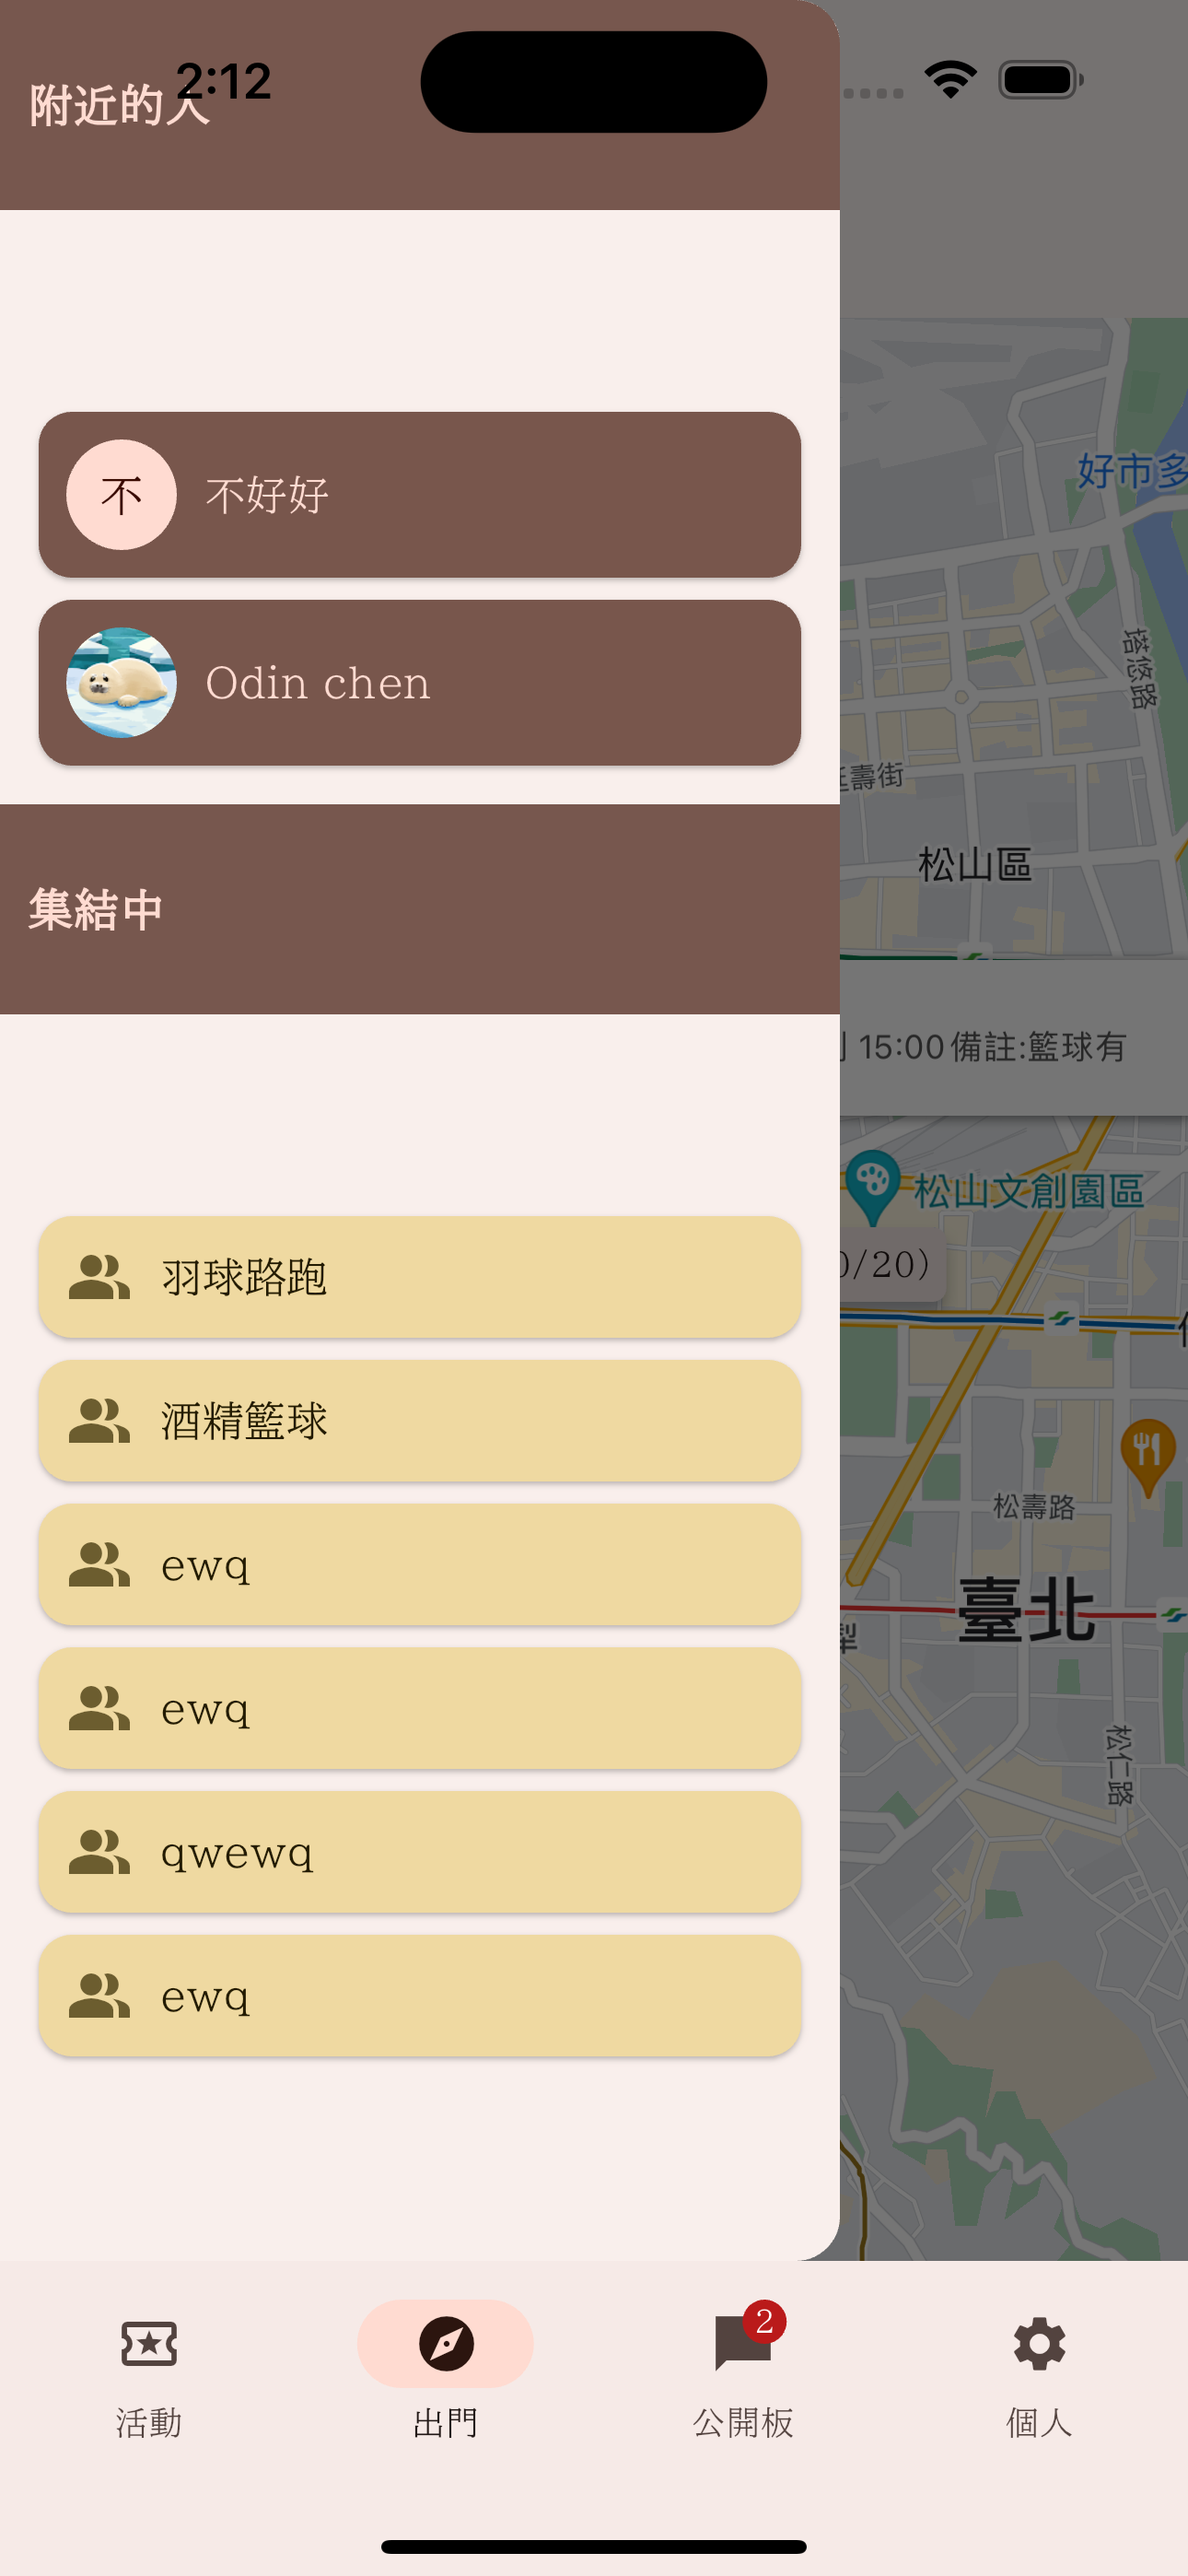 2:12
附近的人
不
不好好
Odin chen
集結中
羽球路跑
酒精籃球
ewq
ewq
qwewq
ewq
好市多
塔悠路
壽街
松山區
15:00備註:籃球有
松山文創園區
0/20)
松壽路
臺北
松仁路
2
活動
出門
公開板
個人